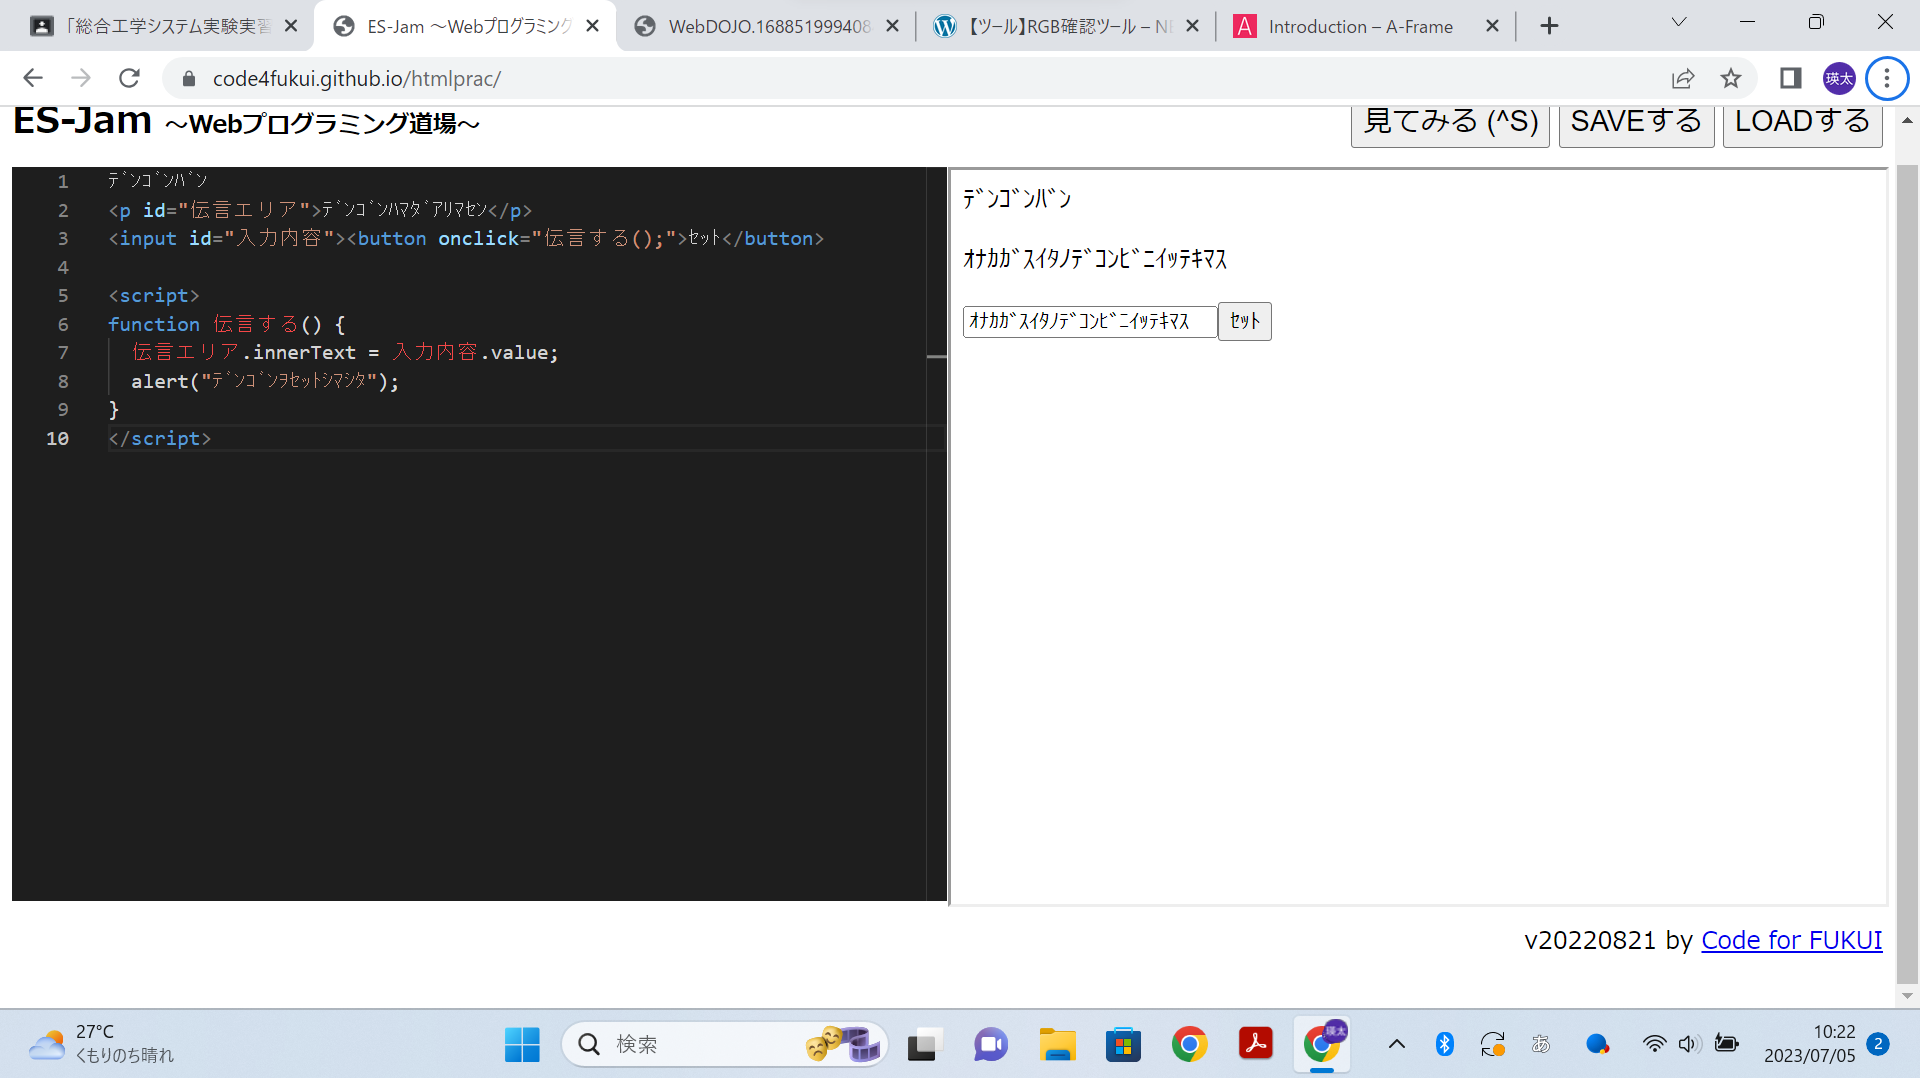 「総合工学システム実験実習
ES-Jam ～Webプログラミング
WebDOJO.168851999408
【ツール】RGB確認ツール – NE
Introduction – A-Frame
code4fukui.github.io/htmlprac/
瑛太
ES-Jam ～Webプログラミング道場～
見てみる (^S)
SAVEする
LOADする
1 ﾃﾞﾝｺﾞﾝﾊﾞﾝ
2 <p id="伝言エリア">ﾃﾞﾝｺﾞﾝﾊﾏﾀﾞｱﾘﾏｾﾝ</p>
3 <input id="入力内容"><button onclick="伝言する();">ｾｯﾄ</button>
4
5 <script>
6 function 伝言する() {
7 伝言エリア.innerText = 入力内容.value;
8 alert("ﾃﾞﾝｺﾞﾝｦｾｯﾄｼﾏｼﾀ");
9 }
10 </script>
ﾃﾞﾝｺﾞﾝﾊﾞﾝ
ｵﾅｶｶﾞｽｲﾀﾉﾃﾞｺﾝﾋﾞﾆｲｯﾃｷﾏｽ
ｵﾅｶｶﾞｽｲﾀﾉﾃﾞｺﾝﾋﾞﾆｲｯﾃｷﾏｽ ｾｯﾄ
v20220821 by Code for FUKUI
27°C
くもりのち晴れ
検索
瑛太
あ
10:22
2023/07/05
2